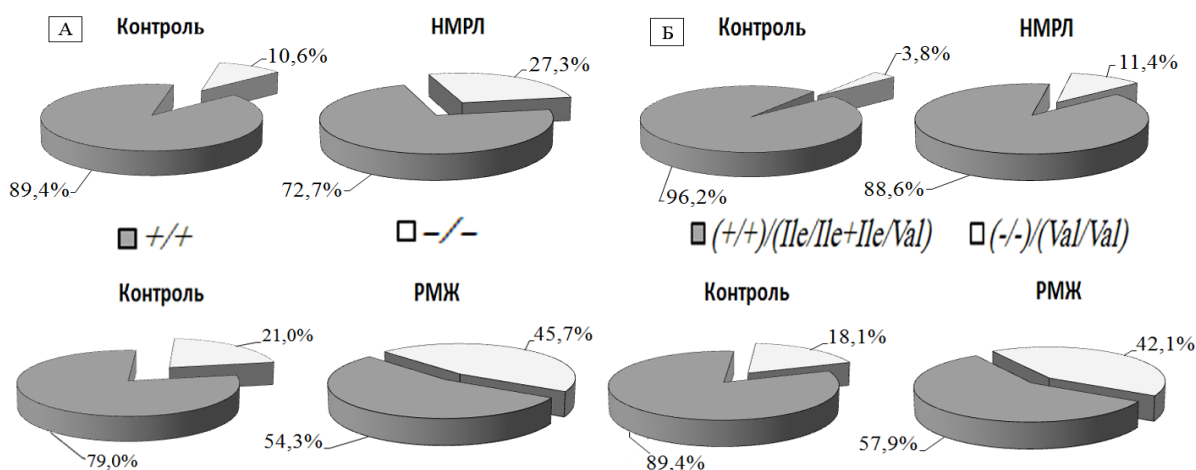 А
Контроль
НМРЛ
Б
Контроль
НМРЛ
10,6%
27,3%
3,8%
11,4%
89,4%
72,7%
96,2%
88,6%
+/+
−/−
(+/+)/(Ile/Ile+Ile/Val)
(-/-)/(Val/Val)
Контроль
РМЖ
Контроль
РМЖ
21,0%
45,7%
18,1%
42,1%
79,0%
54,3%
89,4%
57,9%